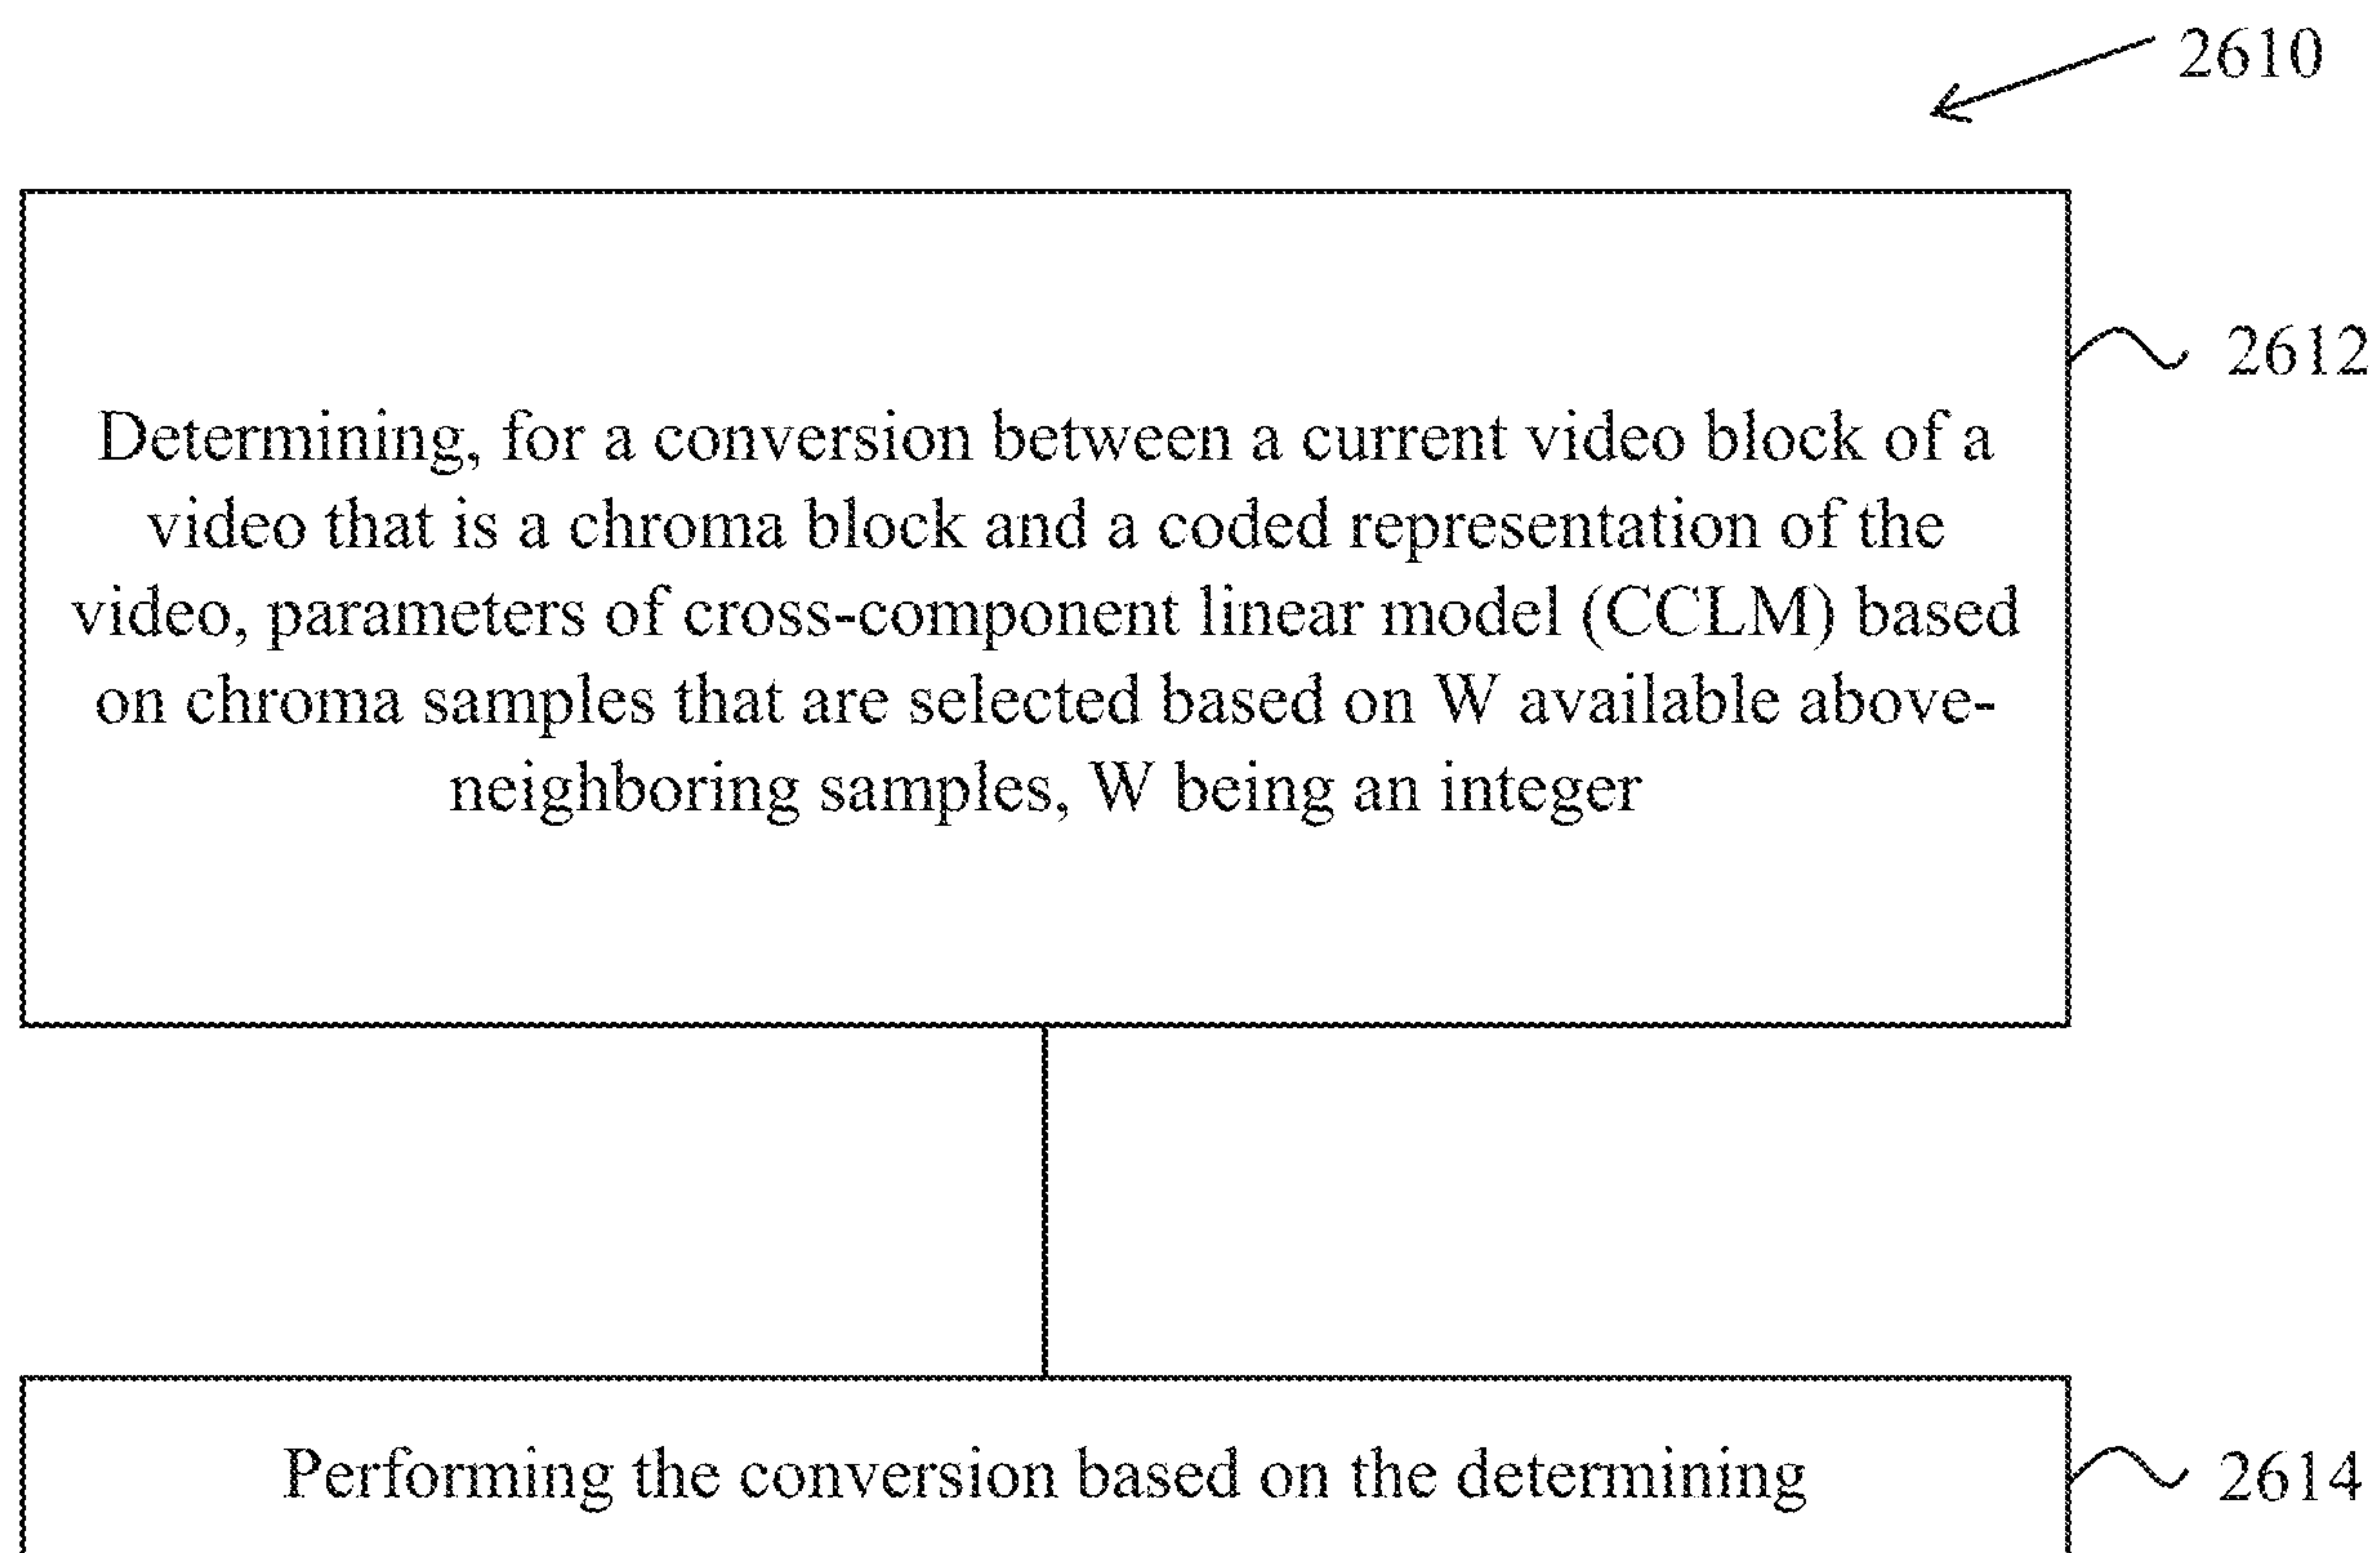 2610
2612
Determining, for a conversion between a current video block of a
video that is a chroma block and a coded representation of the
video, parameters of cross-component linear model (CCLM) based
on chroma samples that are selected based on W available above-
neighboring samples, W being an integer
Performing the conversion based on the determining
2614